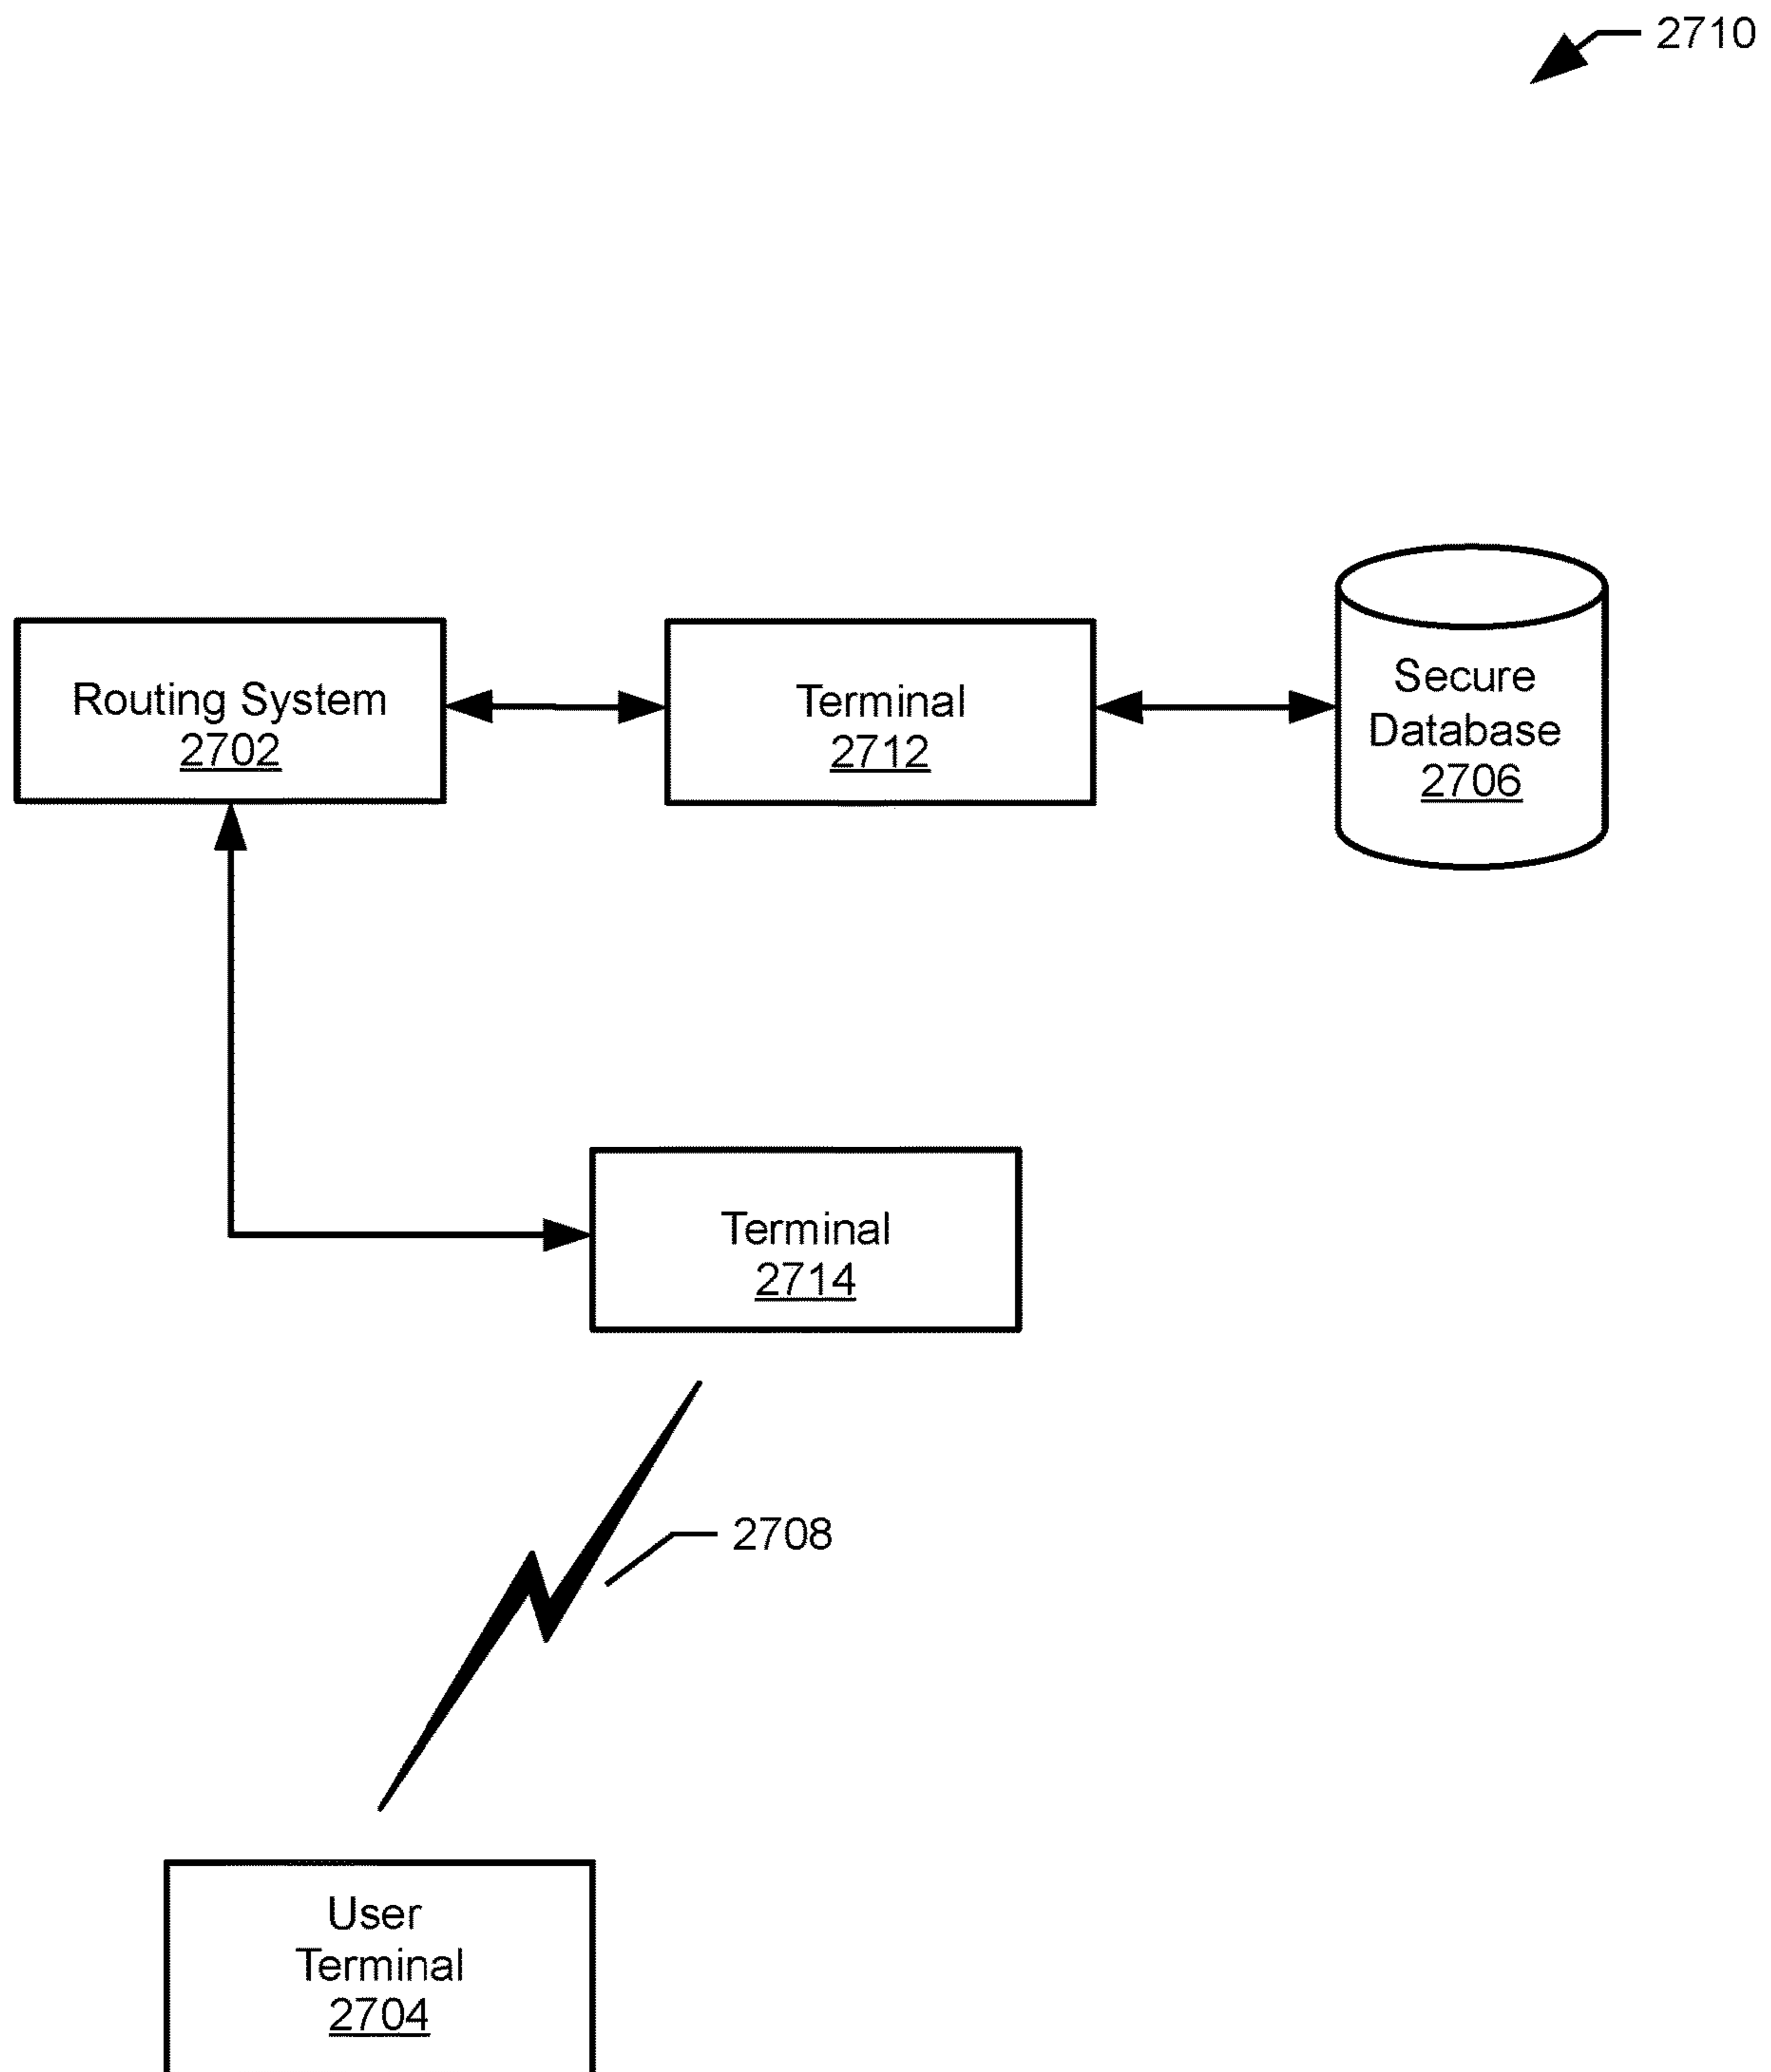 2710
Routing System
2702
Terminal
2712
Secure
Database
2706
Terminal
2714
2708
User
Terminal
2704